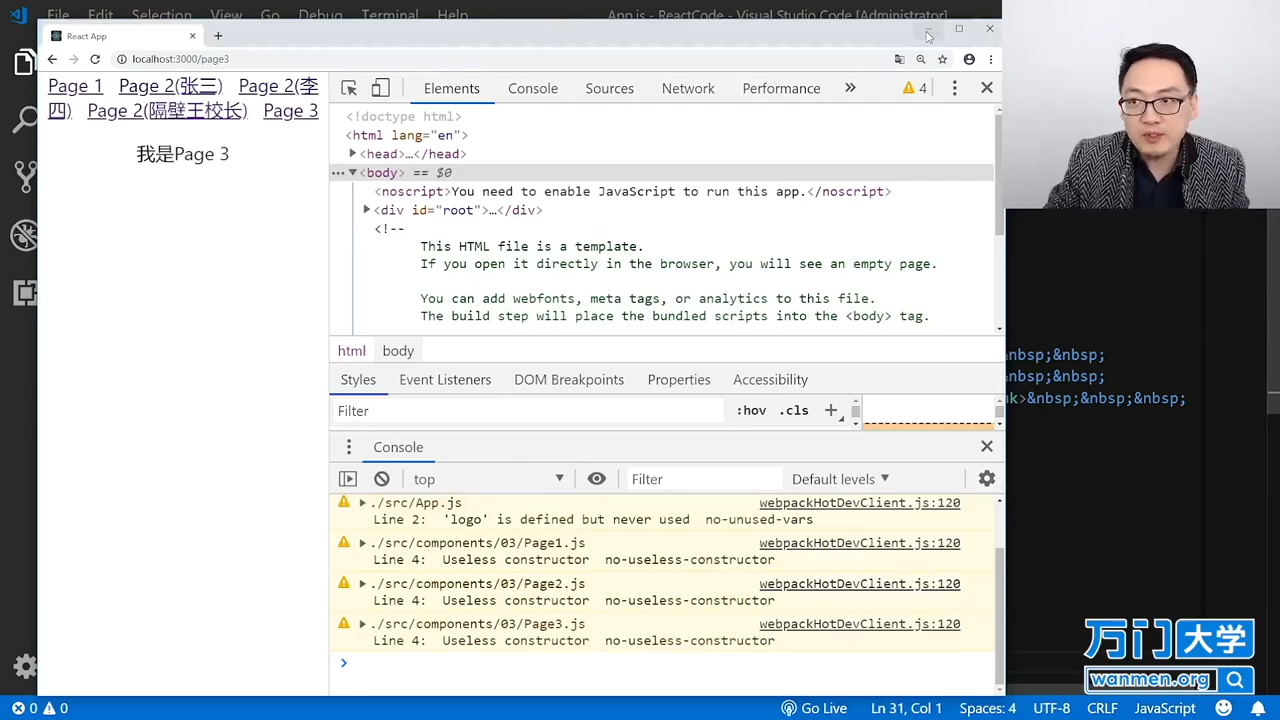 File Edit Selection View Go Debug Terminal Help App.js - ReactCode - Visual Studio Code [Administrator]
React App
localhost:3000/page3
Page 1 Page 2(张三) Page 2(李
四) Page 2(隔壁王校长) Page 3
我是Page 3
Elements Console Sources Network Performance 4
<!doctype html>
<html lang="en">
<head>…</head>
<body> == $0
<noscript>You need to enable JavaScript to run this app.</noscript>
<div id="root">…</div>
<!--
This HTML file is a template.
If you open it directly in the browser, you will see an empty page.
You can add webfonts, meta tags, or analytics to this file.
The build step will place the bundled scripts into the <body> tag.
html body
Styles Event Listeners DOM Breakpoints Properties Accessibility
Filter :hov .cls
Console
top Filter Default levels
./src/App.js webpackHotDevClient.js:120
Line 2: 'logo' is defined but never used no-unused-vars
./src/components/03/Page1.js webpackHotDevClient.js:120
Line 4: Useless constructor no-useless-constructor
./src/components/03/Page2.js webpackHotDevClient.js:120
Line 4: Useless constructor no-useless-constructor
./src/components/03/Page3.js webpackHotDevClient.js:120
Line 4: Useless constructor no-useless-constructor
nbsp;&nbsp;
nbsp;&nbsp;
k>&nbsp;&nbsp;&nbsp;
万门大学
wanmen.org
0 0 Go Live Ln 31, Col 1 Spaces: 4 UTF-8 CRLF JavaScript